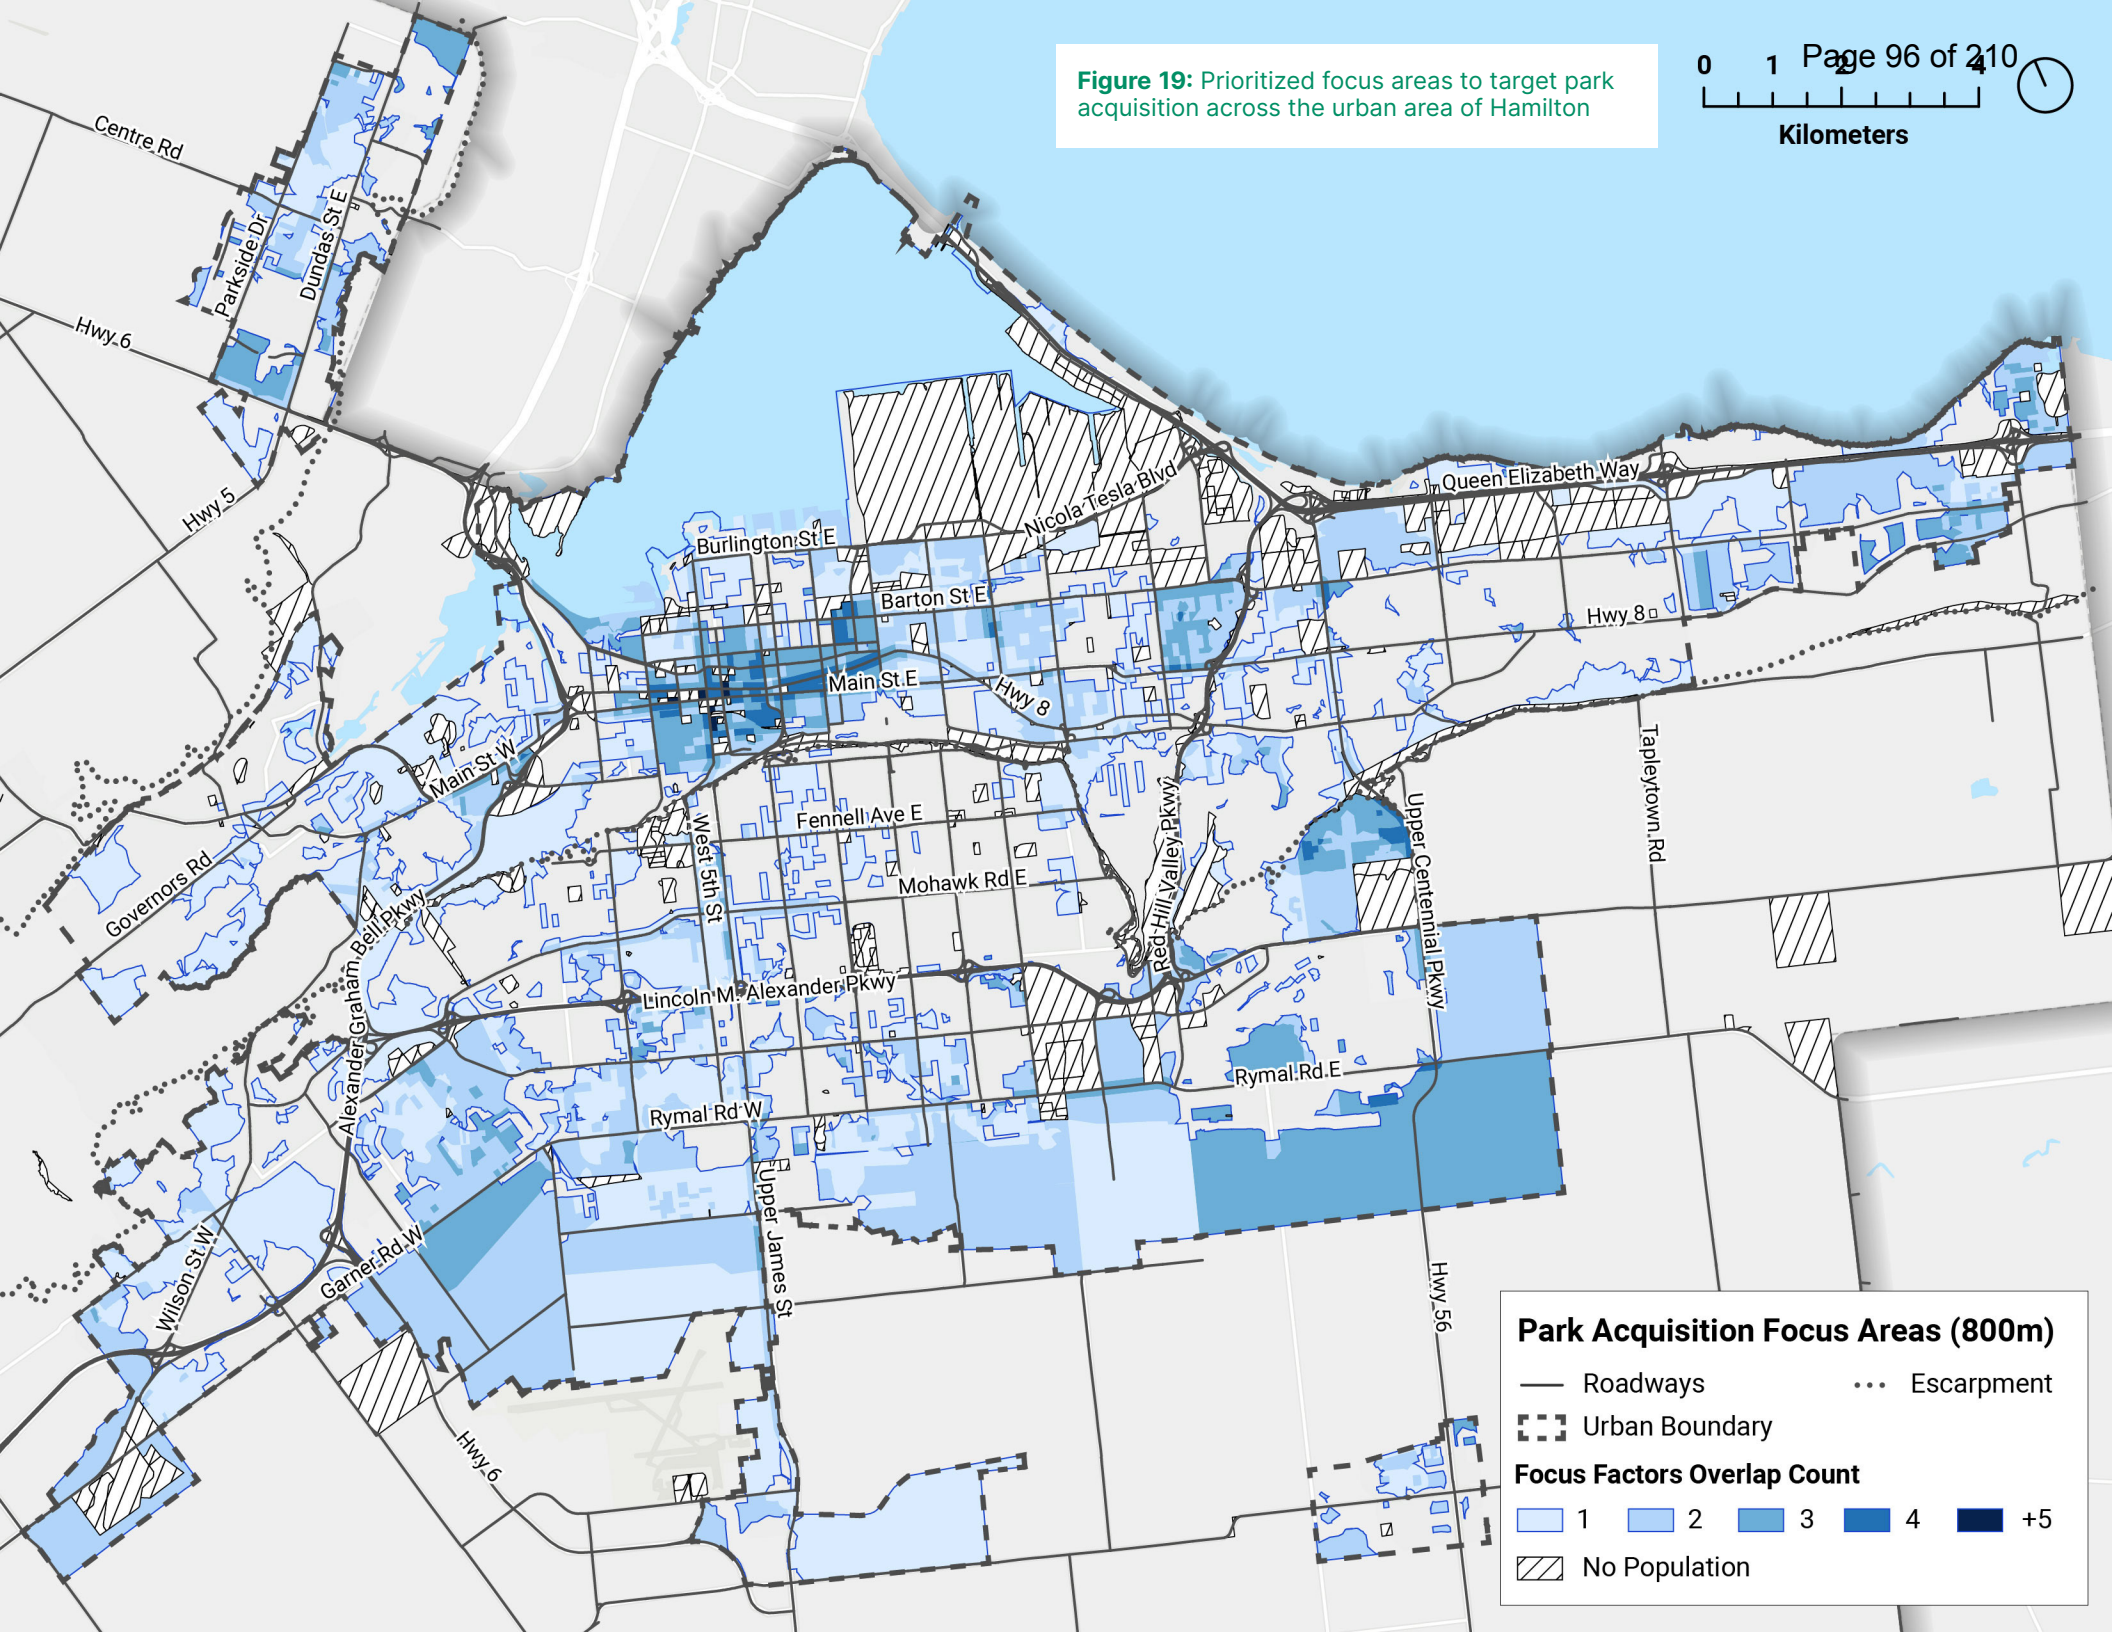 Page 96 of 210
Figure 19: Prioritized focus areas to target park
acquisition across the urban area of Hamilton
0 1 2 4
Kilometers
Centre Rd
Parkside Dr
Dundas St E
Hwy 6
Hwy 5
Burlington St E
Nicola Tesla Blvd
Queen Elizabeth Way
Barton St E
Hwy 8
Main St E
Hwy 8
Main St W
Tapleytown Rd
Fennell Ave E
West 5th St
Red Hill Valley Pkwy
Upper Centennial Pkwy
Mohawk Rd E
Governors Rd
Alexander Graham Bell Pkwy
Lincoln M. Alexander Pkwy
Rymal Rd E
Rymal Rd W
Upper James St
Wilson St W
Garner Rd W
Hwy 56
Hwy 6
Park Acquisition Focus Areas (800m)
Roadways
Escarpment
Urban Boundary
Focus Factors Overlap Count
1 2 3 4 +5
No Population